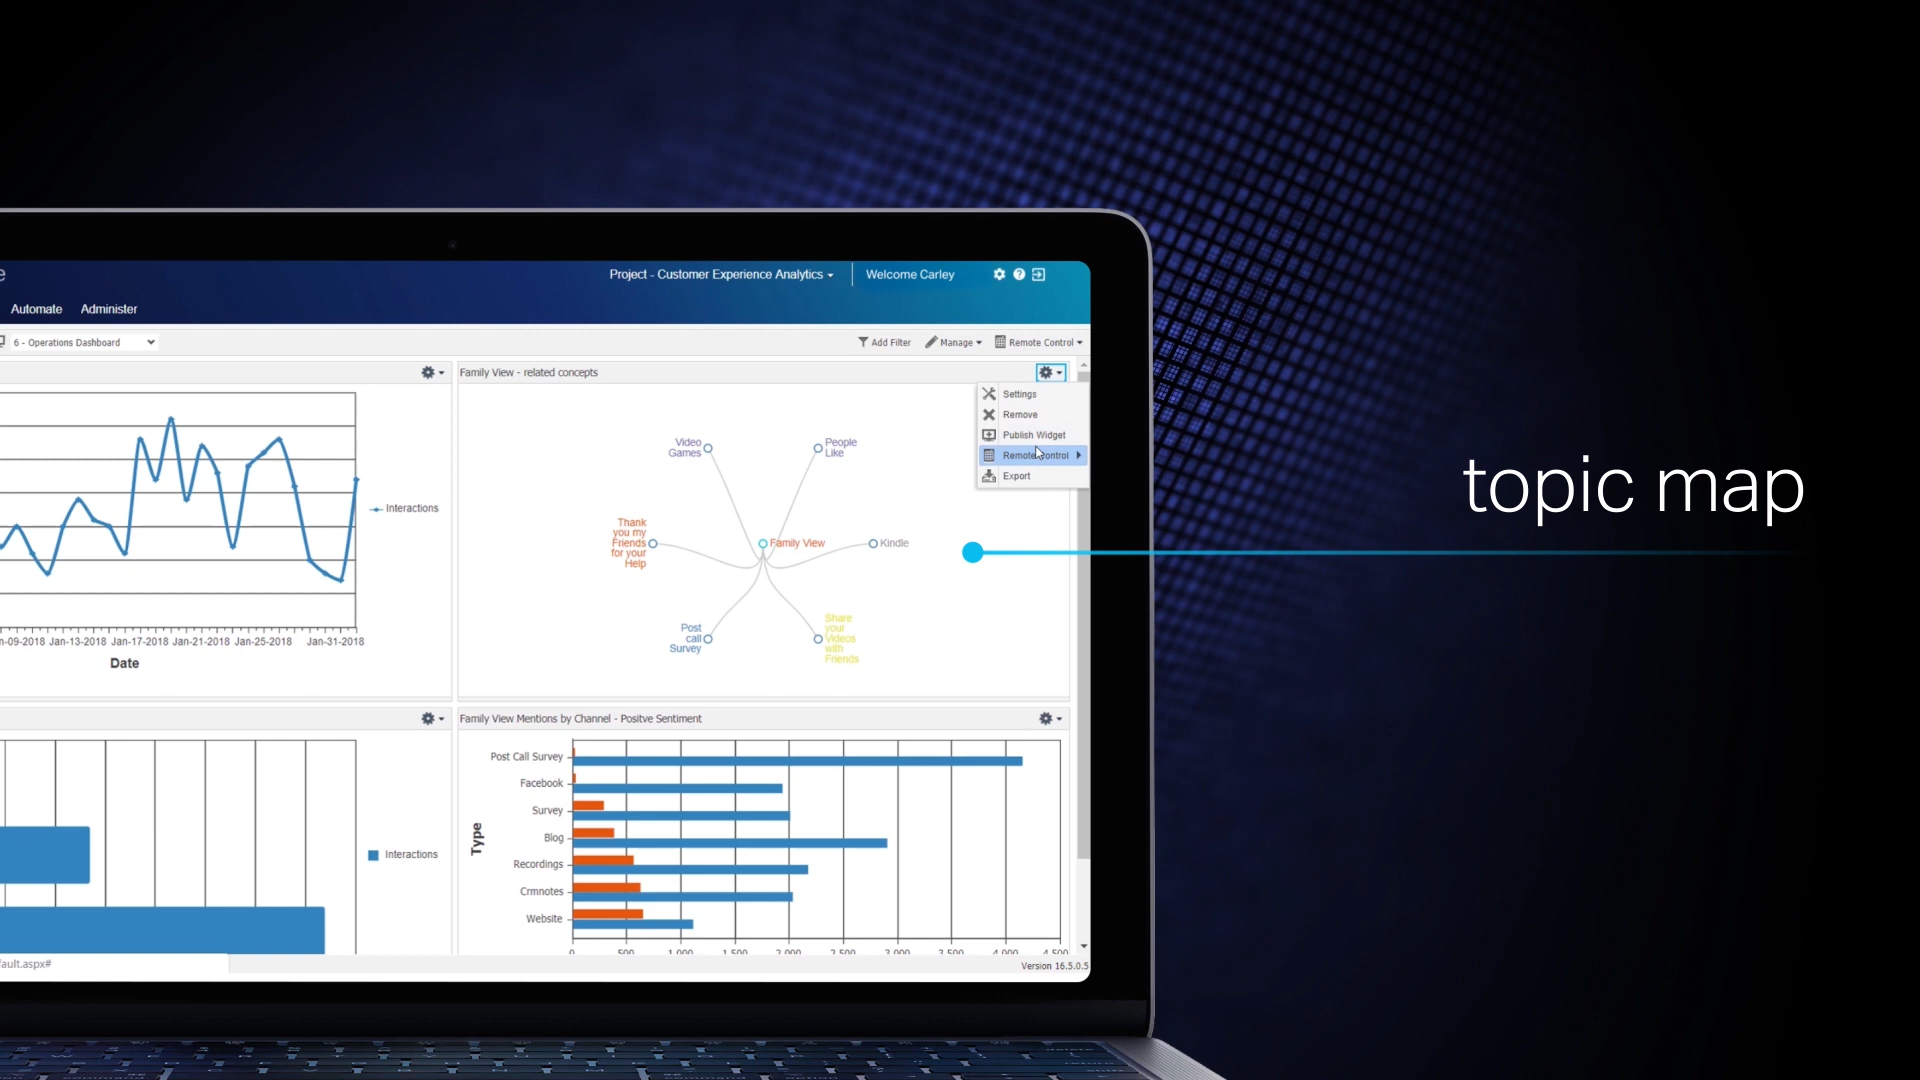 e
Project - Customer Experience Analytics
Welcome Carley
Automate
Administer
6 - Operations Dashboard
Add Filter
Manage
Remote Control
Family View - related concepts
Settings
Remove
Publish Widget
Remote Control
Export
Video
Games
People
Like
Thank
you my
Friends
for your
Help
Family View
Kindle
Post
call
Survey
Share
your
Videos
with
Friends
Interactions
n-09-2018 Jan-13-2018 Jan-17-2018 Jan-21-2018 Jan-25-2018 Jan-31-2018
Date
topic map
Family View Mentions by Channel - Positve Sentiment
Interactions
Type
Post Call Survey
Facebook
Survey
Blog
Recordings
Crmnotes
Website
0 500 1,000 1,500 2,000 2,500 3,000 3,500 4,000 4,500
fault.aspx#
Version 16.5.0.5